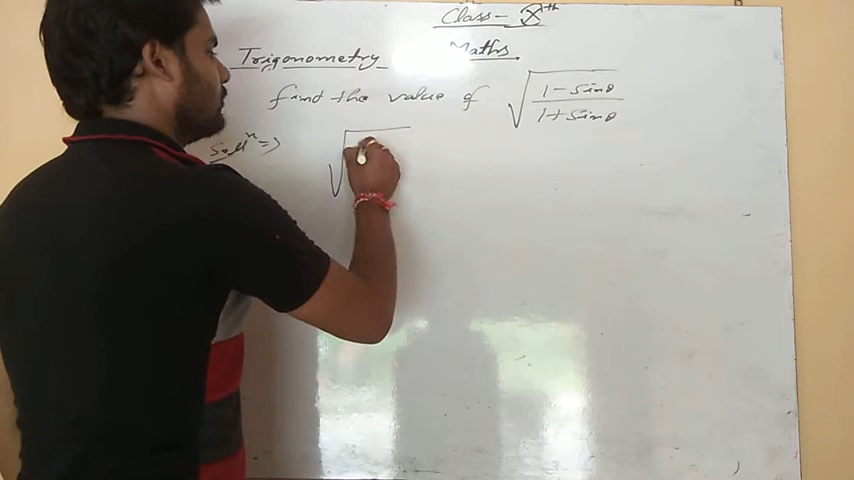 Class - Xth
Trigonometry Maths
find the value of √(1 - sinθ / 1 + sinθ)
Solⁿ =>
√